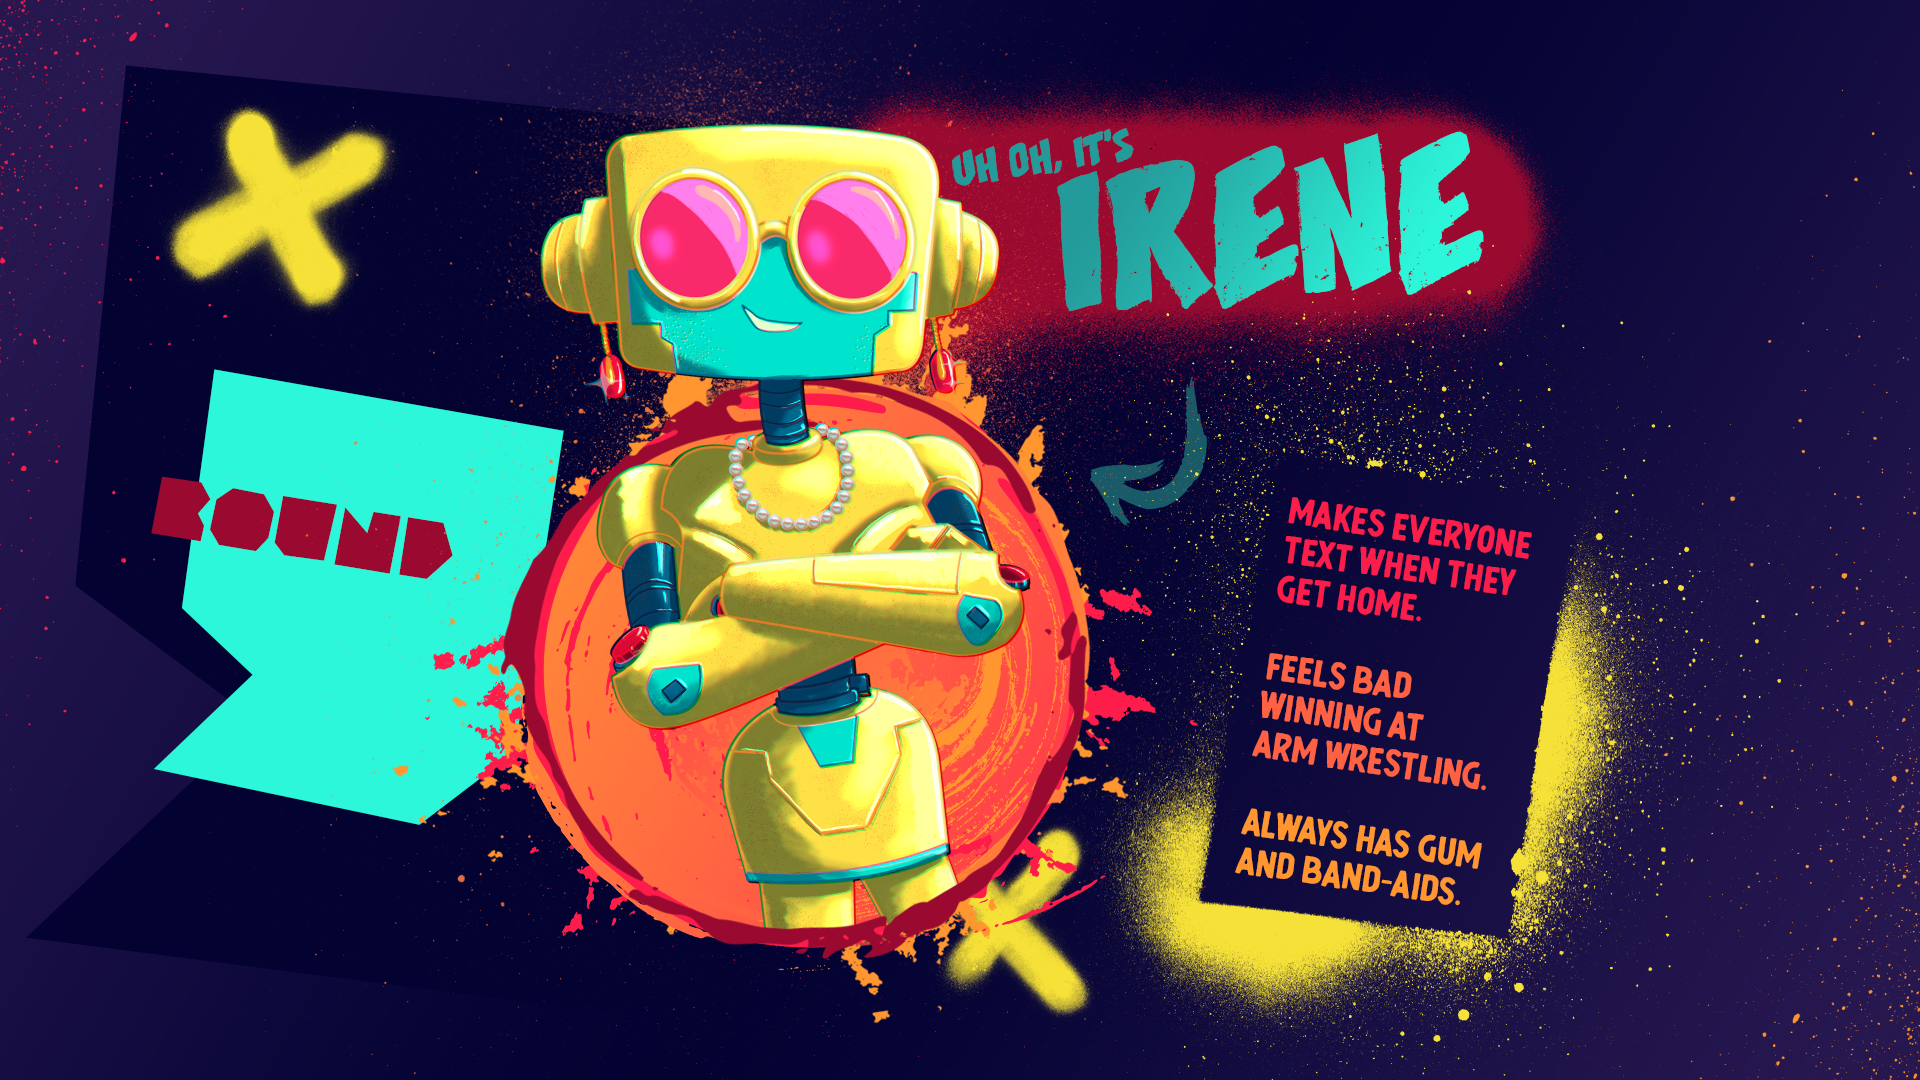 UH OH, IT'S
IRENE
ROUND
MAKES EVERYONE
TEXT WHEN THEY
GET HOME.
FEELS BAD
WINNING AT
ARM WRESTLING.
ALWAYS HAS GUM
AND BAND-AIDS.